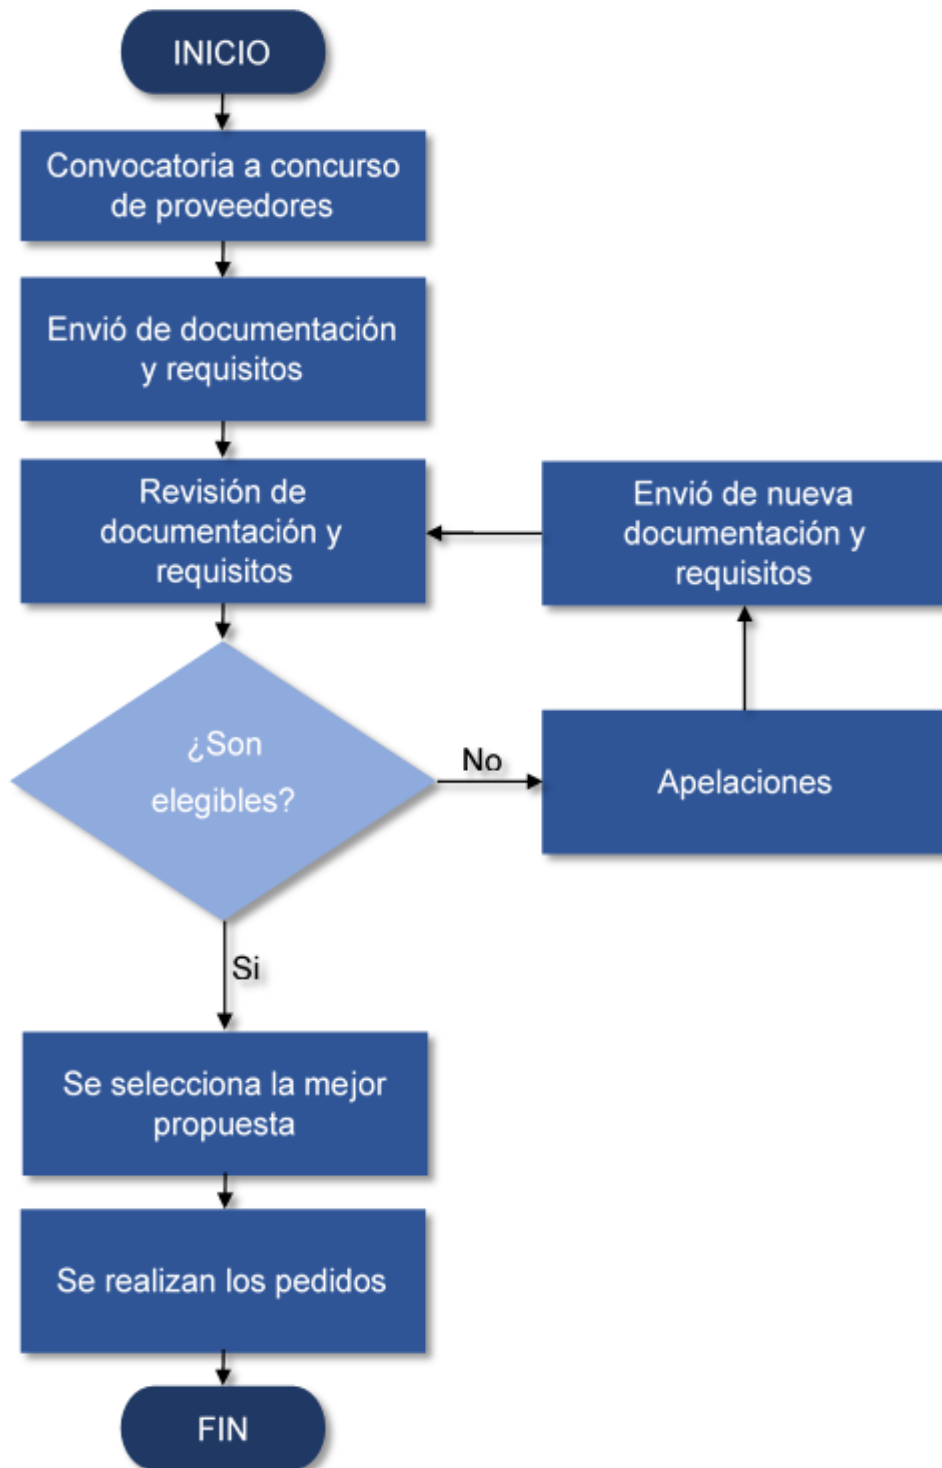 INICIO
Convocatoria a concurso
de proveedores
Envió de documentación
y requisitos
Revisión de
documentación y
requisitos
Envió de nueva
documentación y
requisitos
¿Son
elegibles?
No
Apelaciones
Si
Se selecciona la mejor
propuesta
Se realizan los pedidos
FIN